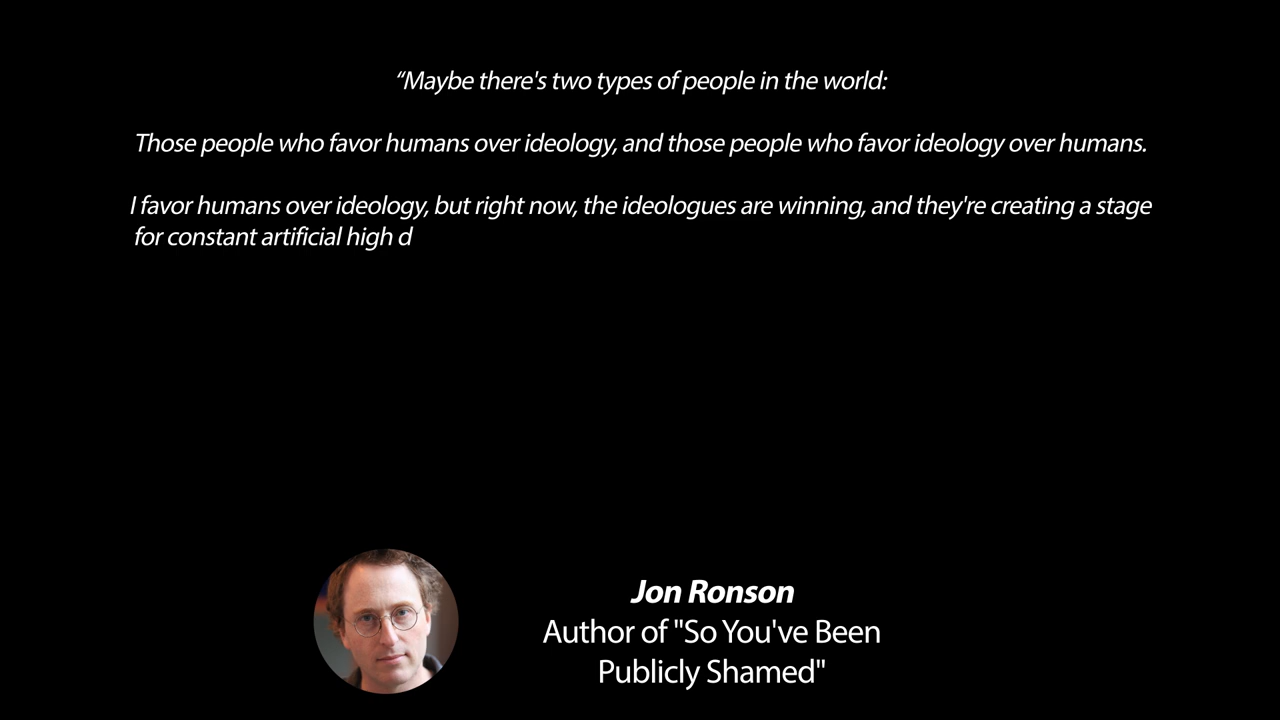 “Maybe there's two types of people in the world:
Those people who favor humans over ideology, and those people who favor ideology over humans.
I favor humans over ideology, but right now, the ideologues are winning, and they're creating a stage
for constant artificial high d
Jon Ronson
Author of "So You've Been
Publicly Shamed"